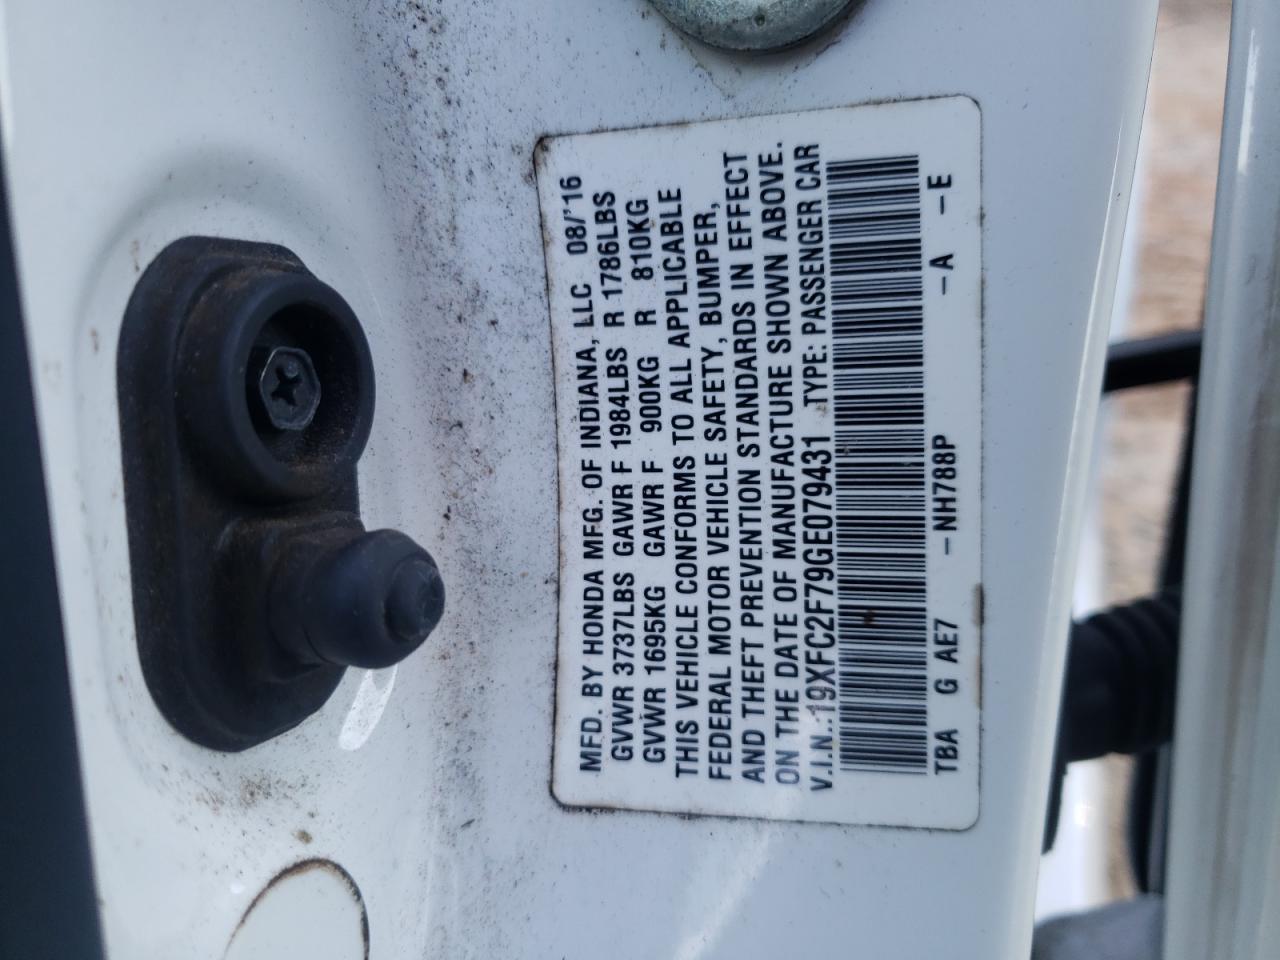 MFD. BY HONDA MFG. OF INDIANA, LLC 08/'16
GVWR 3737LBS GAWR F 1984LBS R 1786LBS
GVWR 1695KG GAWR F 900KG R 810KG
THIS VEHICLE CONFORMS TO ALL APPLICABLE
FEDERAL MOTOR VEHICLE SAFETY, BUMPER,
AND THEFT PREVENTION STANDARDS IN EFFECT
ON THE DATE OF MANUFACTURE SHOWN ABOVE.
V.I.N.:19XFC2F79GE079431 TYPE: PASSENGER CAR
TBA G AE7 -NH788P -A -E